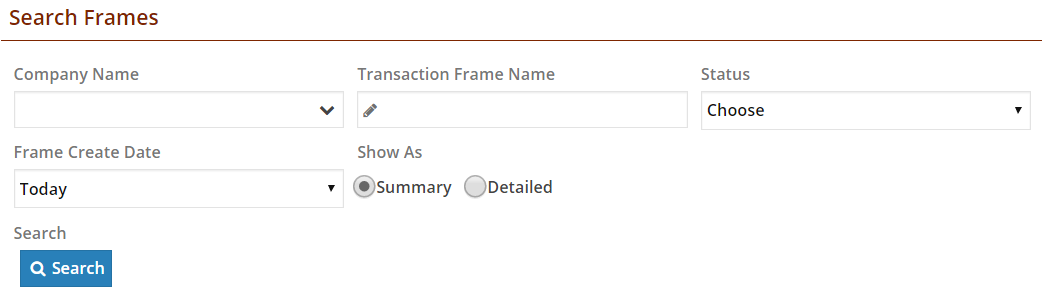 Search Frames
Company Name Transaction Frame Name Status
Choose
Frame Create Date Show As
Today Summary Detailed
Search
Search